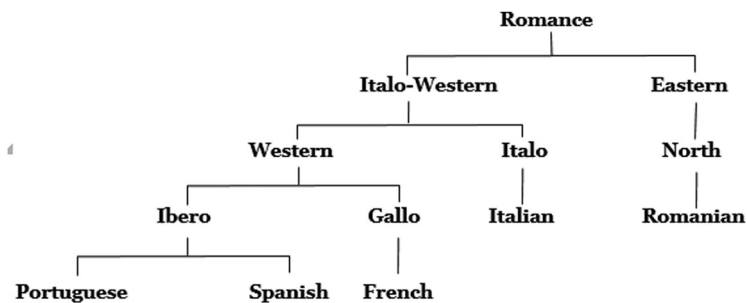 Romance
Italo-Western Eastern
Western Italo North
Ibero Gallo Italian Romanian
Portuguese Spanish French